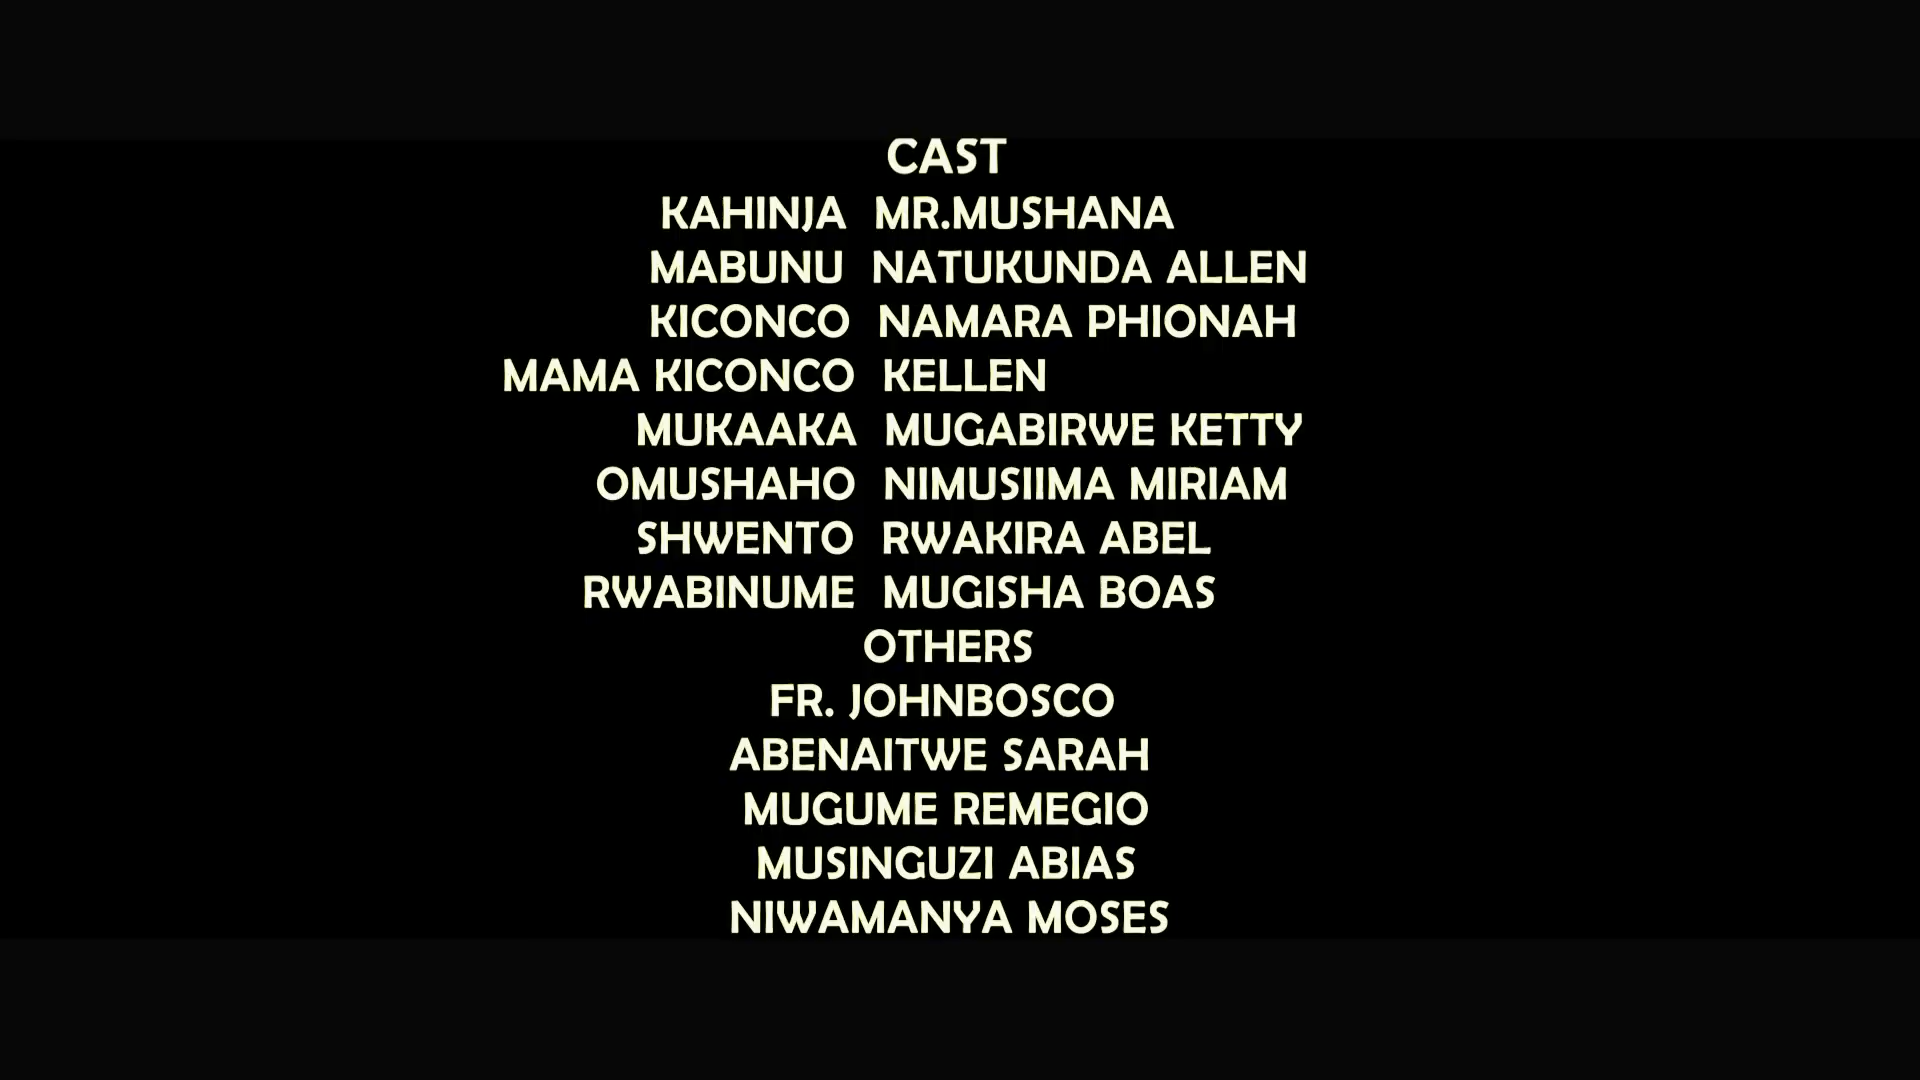 CAST
KAHINJA MR.MUSHANA
MABUNU NATUKUNDA ALLEN
KICONCO NAMARA PHIONAH
MAMA KICONCO KELLEN
MUKAAKA MUGABIRWE KETTY
OMUSHAHO NIMUSIIMA MIRIAM
SHWENTO RWAKIRA ABEL
RWABINUME MUGISHA BOAS
OTHERS
FR. JOHNBOSCO
ABENAITWE SARAH
MUGUME REMEGIO
MUSINGUZI ABIAS
NIWAMANYA MOSES